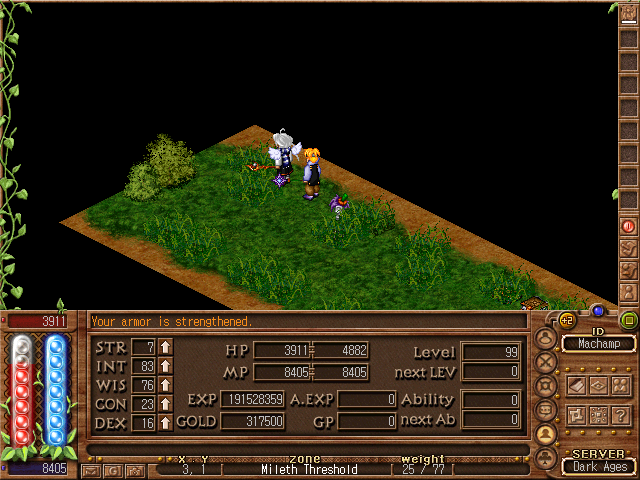 3911
Your armor is strengthened.
+2
ID
Machamp
STR 7 HP 3911 4882 Level 99
INT 83 MP 8405 8405 next LEV 0
WIS 76
CON 23 EXP 191528359 A.EXP 0 Ability 0
DEX 16 GOLD 317500 GP 0 next Ab 0
?
SERVER
Dark Ages
8405
G
x . Y zone weight
3, 1 Mileth Threshold 25 / 77